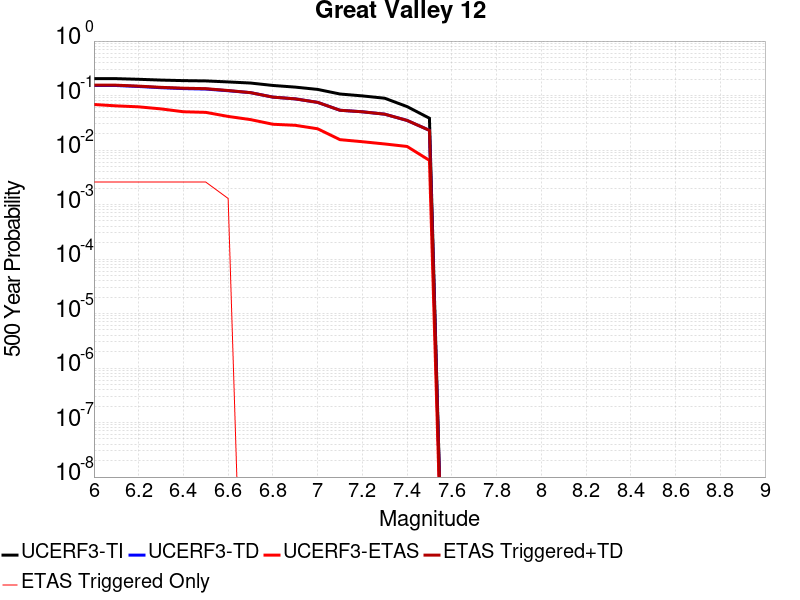 Great Valley 12
500 Year Probability
10^0
10^-1
10^-2
10^-3
10^-4
10^-5
10^-6
10^-7
10^-8
6 6.2 6.4 6.6 6.8 7 7.2 7.4 7.6 7.8 8 8.2 8.4 8.6 8.8 9
Magnitude
UCERF3-TI UCERF3-TD UCERF3-ETAS ETAS Triggered+TD
ETAS Triggered Only